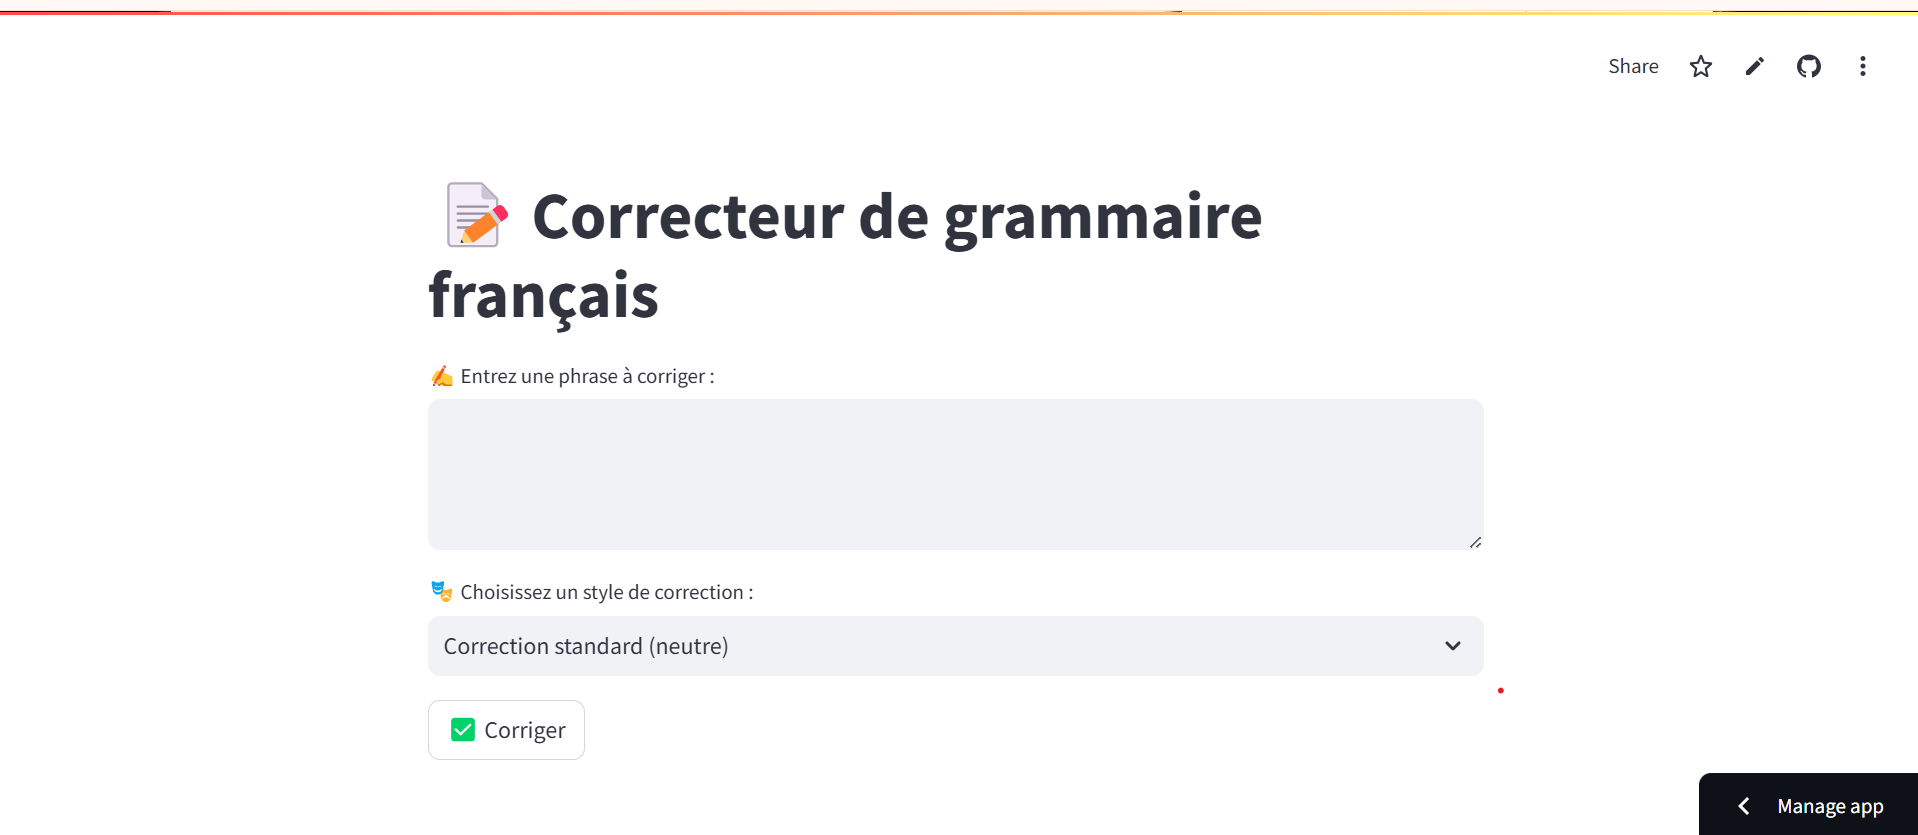 Share
Correcteur de grammaire
français
Entrez une phrase à corriger :
Choisissez un style de correction :
Correction standard (neutre)
Corriger
Manage app